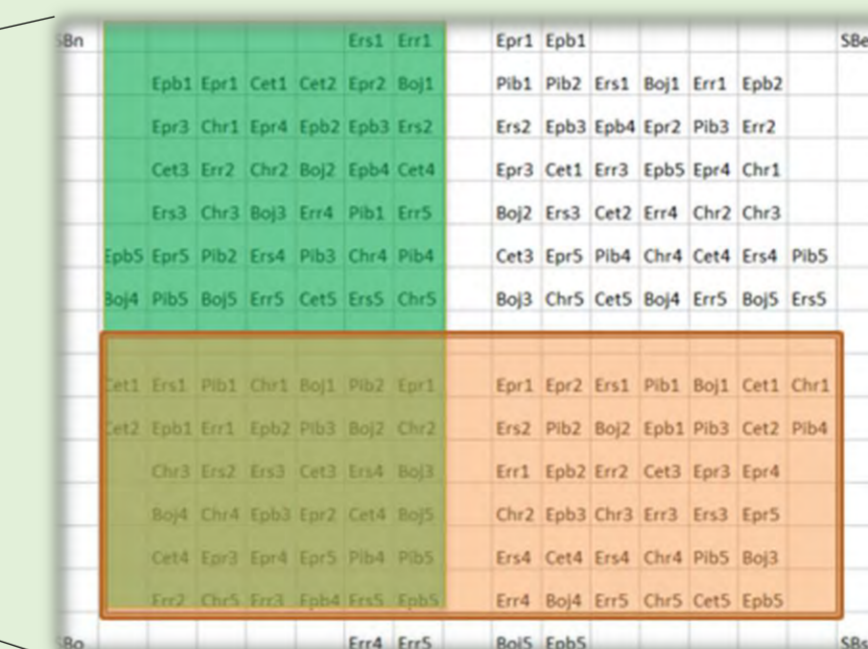 SBn Ers1 Err1 Epr1 Epb1 SBe
Epb1 Epr1 Cet1 Cet2 Epr2 Boj1 Pib1 Pib2 Ers1 Boj1 Err1 Epb2
Epr3 Chr1 Epr4 Epb2 Epb3 Ers2 Ers2 Epb3 Epb4 Epr2 Pib3 Err2
Cet3 Err2 Chr2 Boj2 Epb4 Cet4 Epr3 Cet1 Err3 Epb5 Epr4 Chr1
Ers3 Chr3 Boj3 Err4 Pib1 Err5 Boj2 Ers3 Cet2 Err4 Chr2 Chr3
Epb5 Epr5 Pib2 Ers4 Pib3 Chr4 Pib4 Cet3 Epr5 Pib4 Chr4 Cet4 Ers4 Pib5
Boj4 Pib5 Boj5 Err5 Cet5 Ers5 Chr5 Boj3 Chr5 Cet5 Boj4 Err5 Boj5 Ers5
Cet1 Ers1 Pib1 Chr1 Boj1 Pib2 Epr1 Epr1 Epr2 Ers1 Pib1 Boj1 Cet1 Chr1
Cet2 Epb1 Err1 Epb2 Pib3 Boj2 Chr2 Ers2 Pib2 Boj2 Epb1 Pib3 Cet2 Pib4
Chr3 Ers2 Ers3 Cet3 Ers4 Boj3 Err1 Epb2 Err2 Cet3 Epr3 Epr4
Boj4 Chr4 Epb3 Epr2 Cet4 Boj5 Chr2 Epb3 Chr3 Err3 Ers3 Epr5
Cet4 Epr3 Epr4 Epr5 Pib4 Pib5 Ers4 Cet4 Ers4 Chr4 Pib5 Boj3
Err2 Chr5 Err3 Epb4 Ers5 Epb5 Err4 Boj4 Err5 Chr5 Cet5 Epb5
SBo Err4 Err5 Boj5 Epb5 SBs